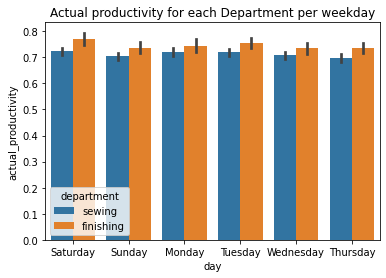 Actual productivity for each Department per weekday
actual_productivity
0.8
0.7
0.6
0.5
0.4
0.3
0.2
0.1
0.0
department
sewing
finishing
Saturday Sunday Monday Tuesday Wednesday Thursday
day